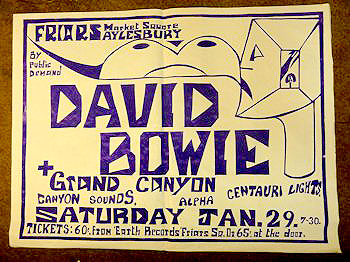 FRIARS Market Square
AYLESBURY
By
Public
Demand
DAVID
BOWIE
+ GRAND CANYON
CANYON SOUNDS, ALPHA CENTAURI LIGHTS,
SATURDAY JAN. 29. 7-30.
TICKETS: 60p. from Earth Records Friars Sq. Or 65p at the door.